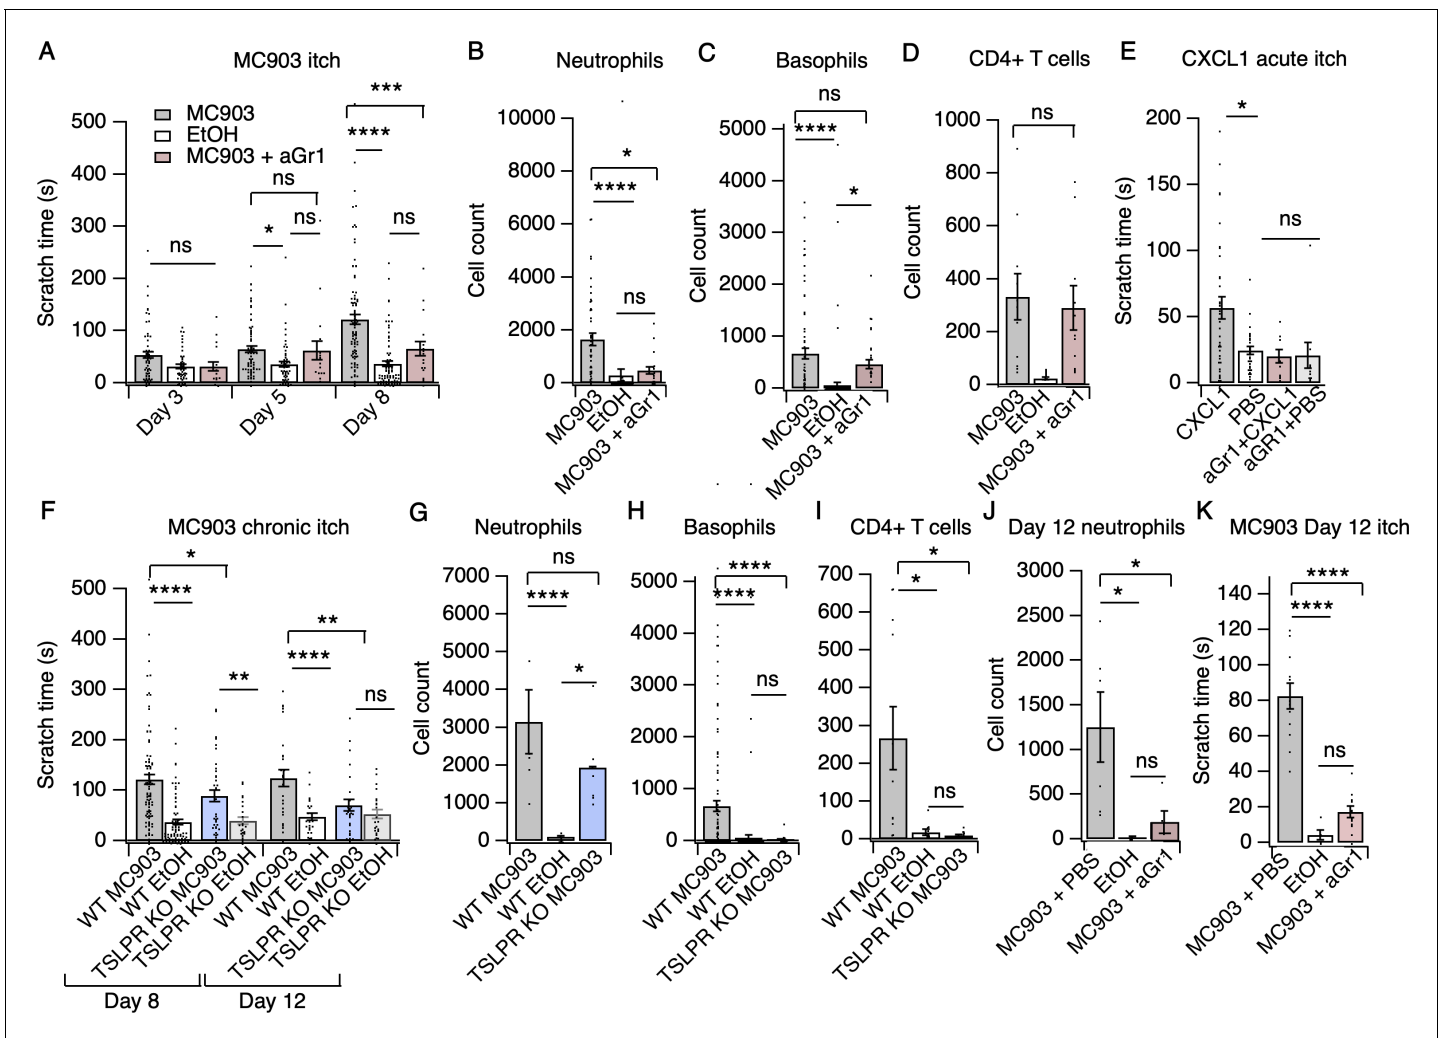 A
MC903 itch
MC903
EtOH
MC903 + aGr1
***
****
ns
ns
*
ns
ns
Scratch time (s)
500
400
300
200
100
0
Day 3
Day 5
Day 8
B
Neutrophils
Cell count
10000
8000
6000
4000
2000
0
*
****
ns
MC903
EtOH
MC903 + aGr1
C
Basophils
Cell count
5000
4000
3000
2000
1000
0
ns
****
*
MC903
EtOH
MC903 + aGr1
D
CD4+ T cells
Cell count
1000
800
600
400
200
0
ns
MC903
EtOH
MC903 + aGr1
E
CXCL1 acute itch
Scratch time (s)
200
150
100
50
0
*
ns
CXCL1
PBS
aGr1+CXCL1
aGR1+PBS
F
MC903 chronic itch
Scratch time (s)
500
400
300
200
100
0
*
****
**
**
****
ns
WT MC903
WT EtOH
TSLPR KO MC903
TSLPR KO EtOH
WT MC903
WT EtOH
TSLPR KO MC903
TSLPR KO EtOH
Day 8
Day 12
G
Neutrophils
Cell count
7000
6000
5000
4000
3000
2000
1000
0
ns
****
*
WT MC903
WT EtOH
TSLPR KO MC903
H
Basophils
5000
4000
3000
2000
1000
0
****
****
ns
WT MC903
WT EtOH
TSLPR KO MC903
I
CD4+ T cells
700
600
500
400
300
200
100
0
*
*
ns
WT MC903
WT EtOH
TSLPR KO MC903
J
Day 12 neutrophils
Cell count
3000
2500
2000
1500
1000
500
0
*
*
ns
MC903 + PBS
EtOH
MC903 + aGr1
K
MC903 Day 12 itch
Scratch time (s)
140
120
100
80
60
40
20
0
****
****
ns
MC903 + PBS
EtOH
MC903 + aGr1